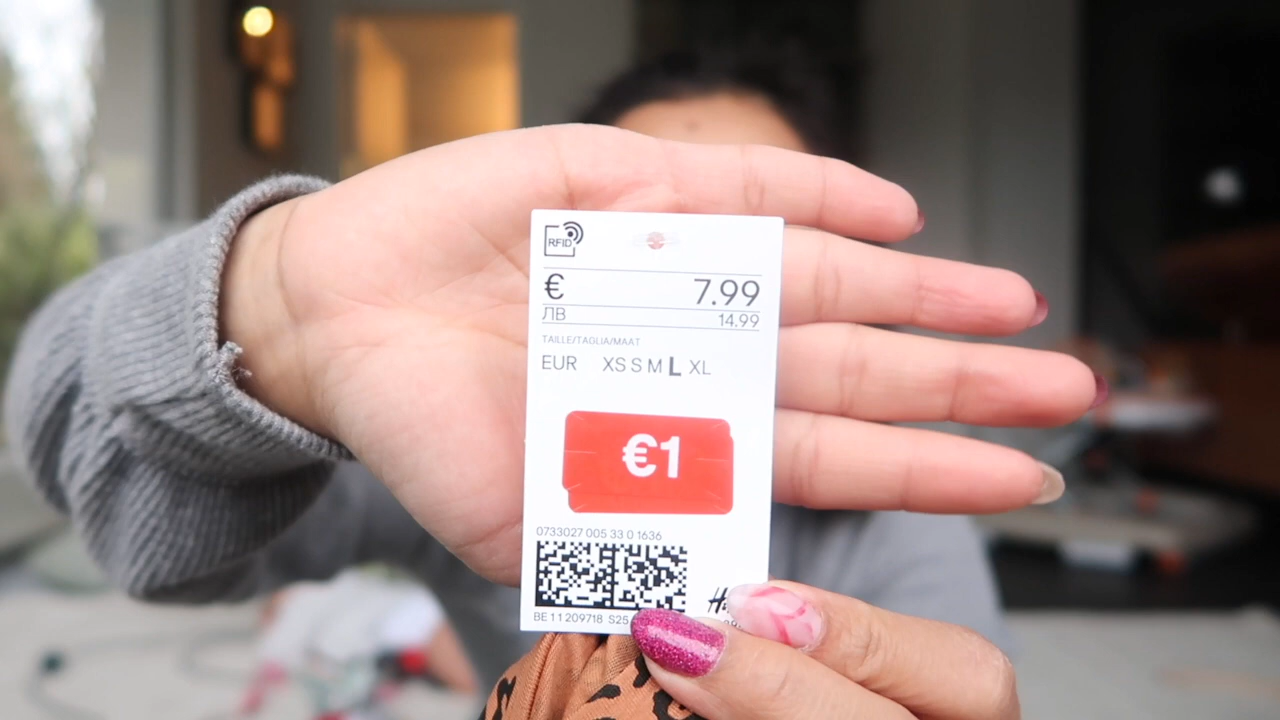 RFID
€ 7.99
ЛВ 14.99
TAILLE/TAGLIA/MAAT
EUR XS S M L XL
€1
0733027 005 33 0 1636
BE 11 209718 S25